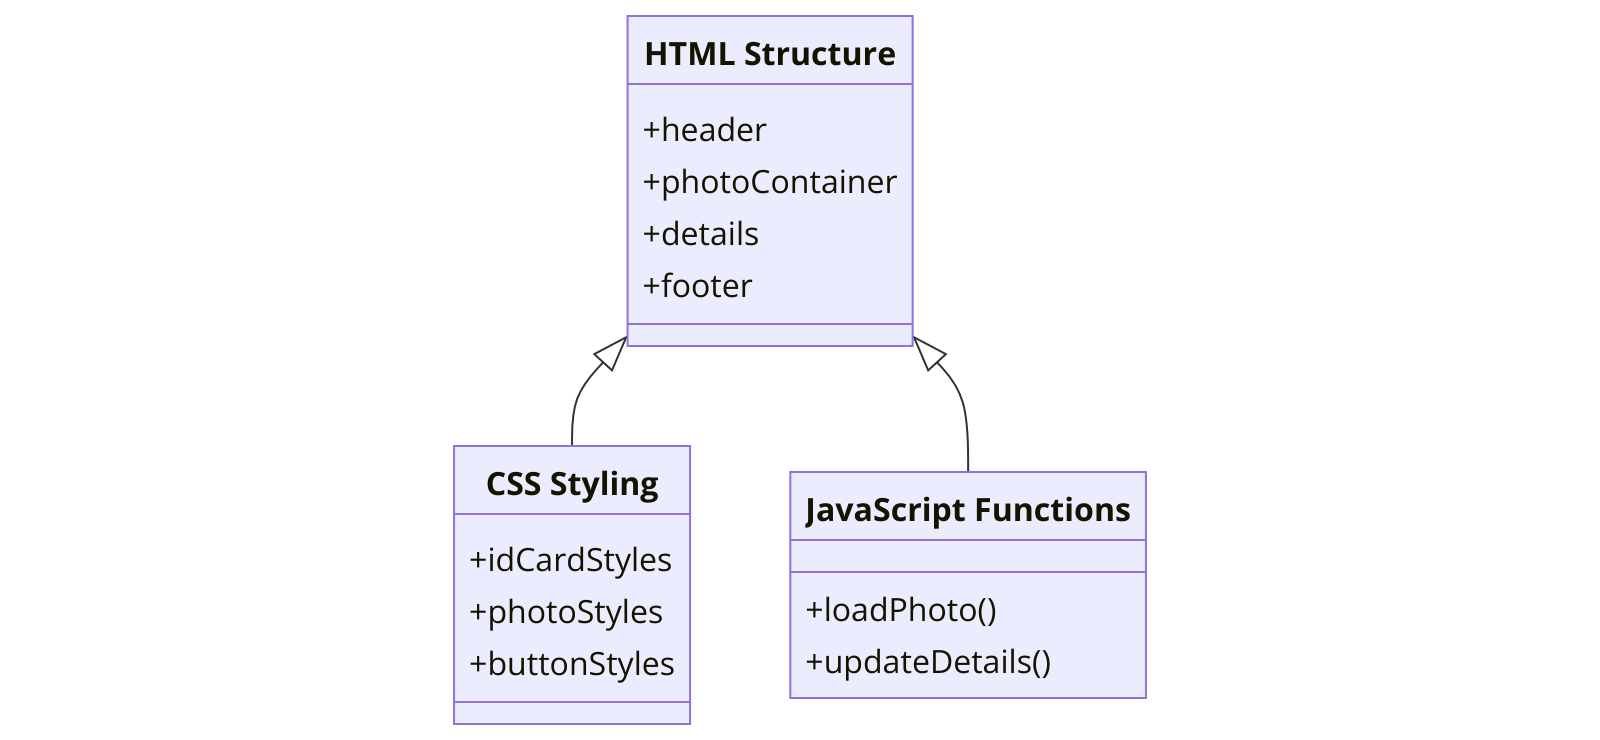 HTML Structure
+header
+photoContainer
+details
+footer
CSS Styling
+idCardStyles
+photoStyles
+buttonStyles
JavaScript Functions
+loadPhoto()
+updateDetails()